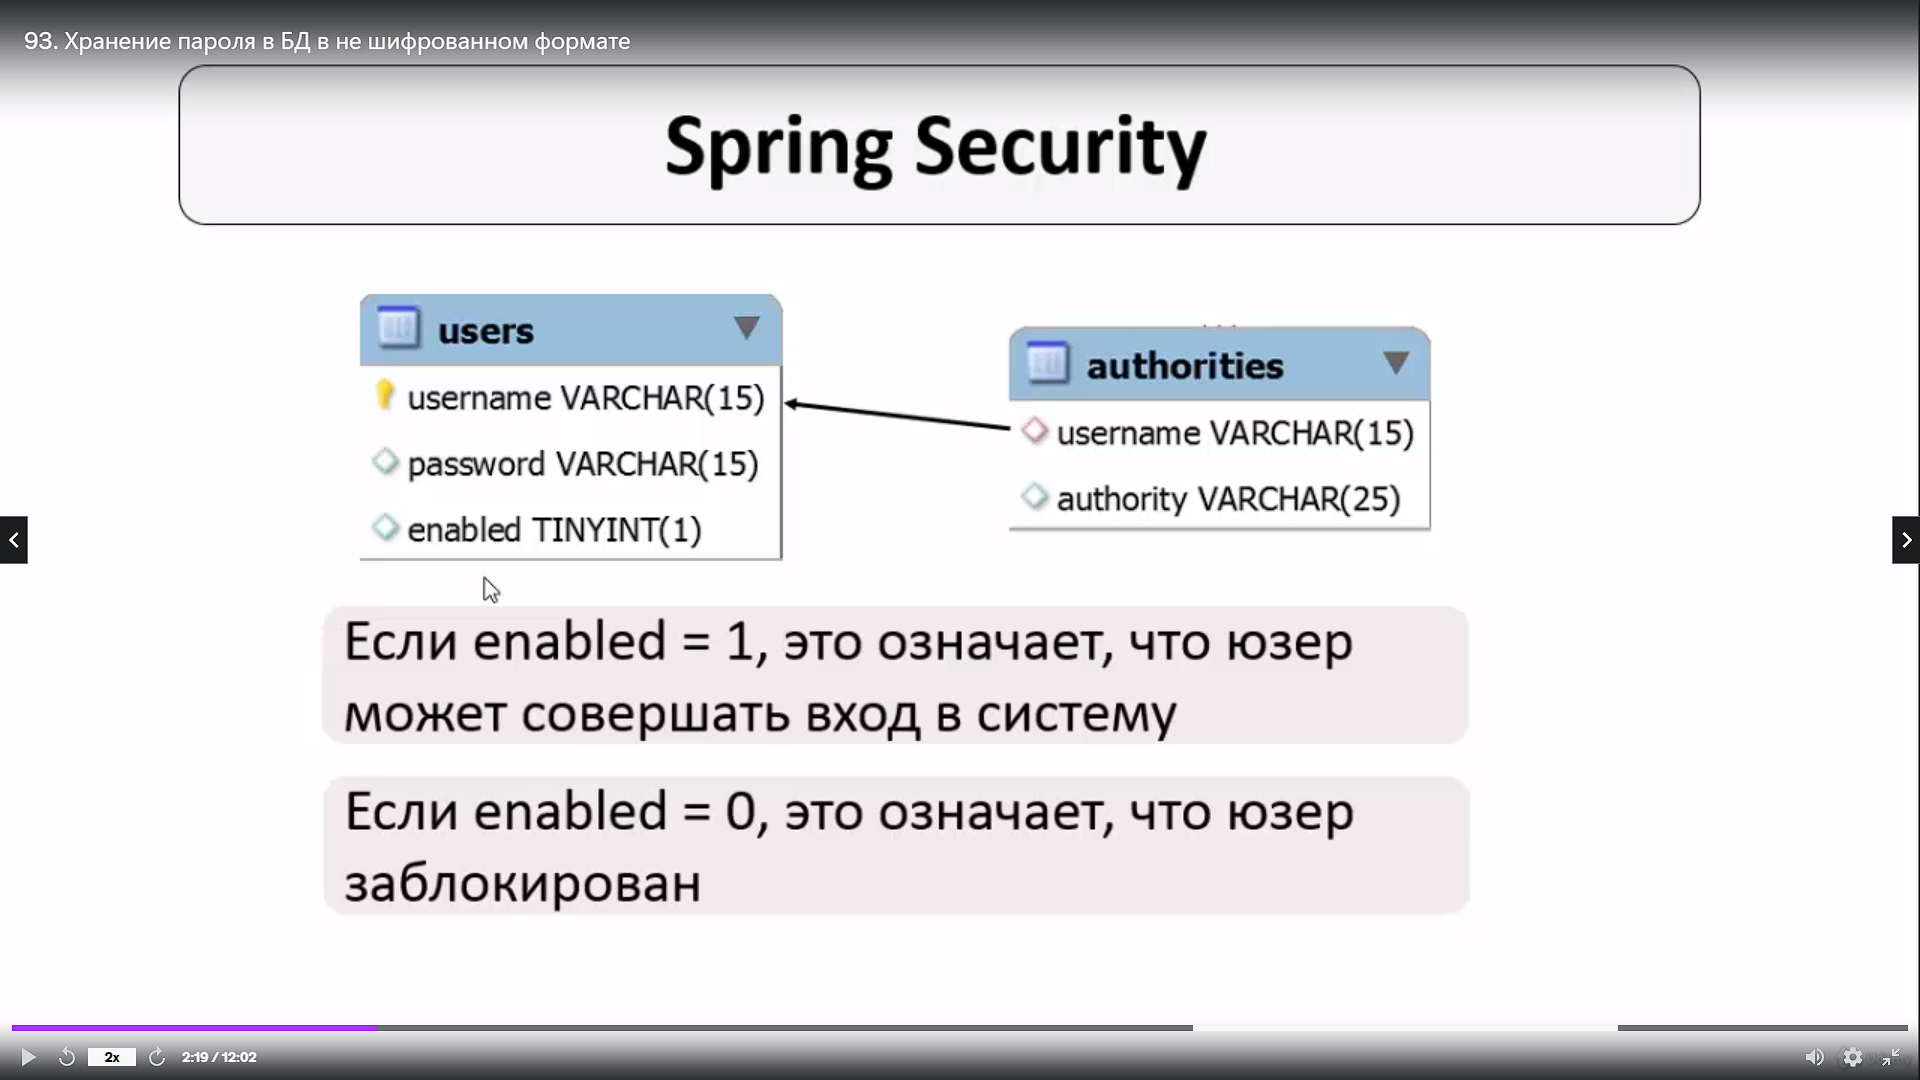 93. Хранение пароля в БД в не шифрованном формате
Spring Security
users
username VARCHAR(15)
password VARCHAR(15)
enabled TINYINT(1)
authorities
username VARCHAR(15)
authority VARCHAR(25)
Если enabled = 1, это означает, что юзер
может совершать вход в систему
Если enabled = 0, это означает, что юзер
заблокирован
2x
2:19 / 12:02